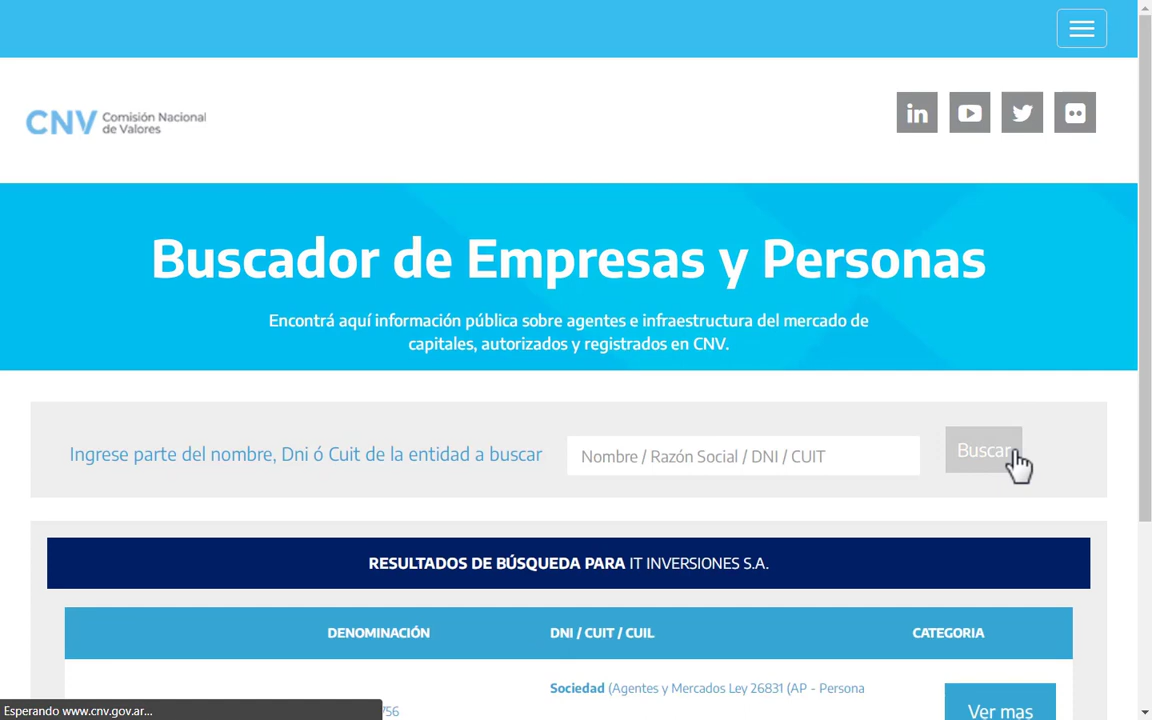 CNV Comisión Nacional
de Valores
Buscador de Empresas y Personas
Encontrá aquí información pública sobre agentes e infraestructura del mercado de
capitales, autorizados y registrados en CNV.
Ingrese parte del nombre, Dni ó Cuit de la entidad a buscar
Nombre / Razón Social / DNI / CUIT
Buscar
RESULTADOS DE BÚSQUEDA PARA IT INVERSIONES S.A.
DENOMINACIÓN DNI / CUIT / CUIL CATEGORIA
Sociedad (Agentes y Mercados Ley 26831 (AP - Persona
Ver mas
Esperando www.cnv.gov.ar...
756